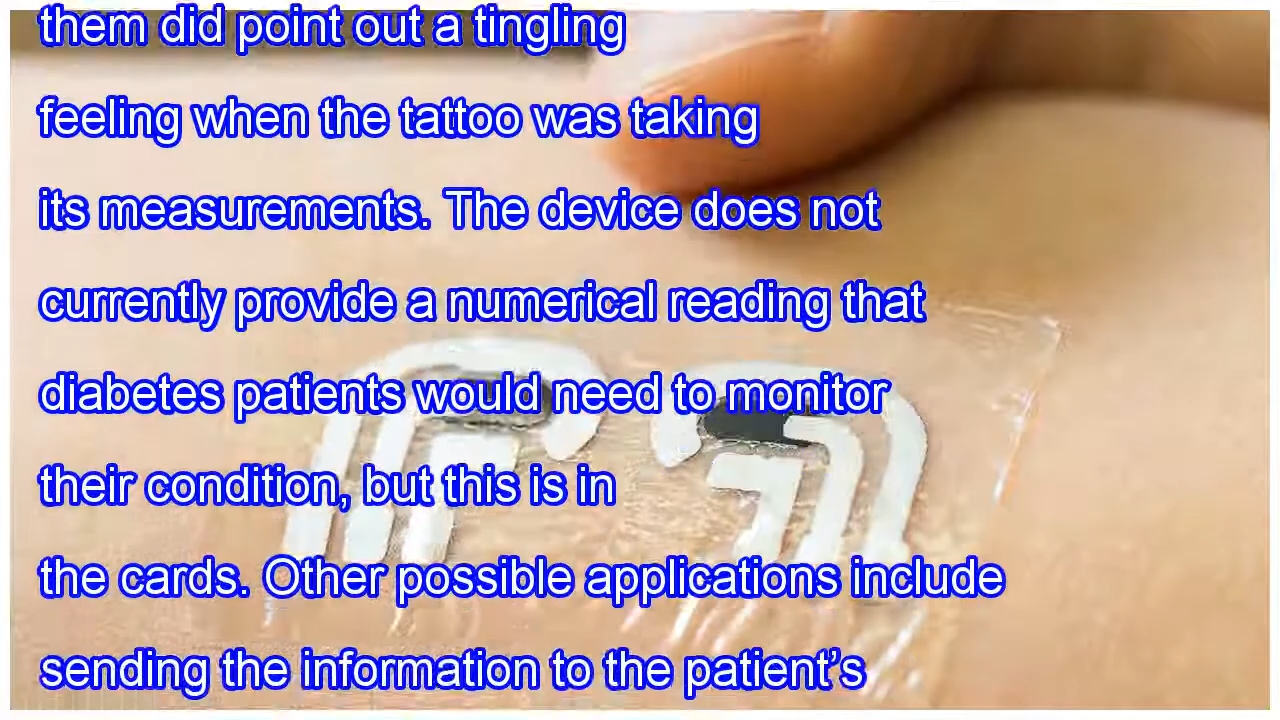 them did point out a tingling
feeling when the tattoo was taking
its measurements. The device does not
currently provide a numerical reading that
diabetes patients would need to monitor
their condition, but this is in
the cards. Other possible applications include
sending the information to the patient’s